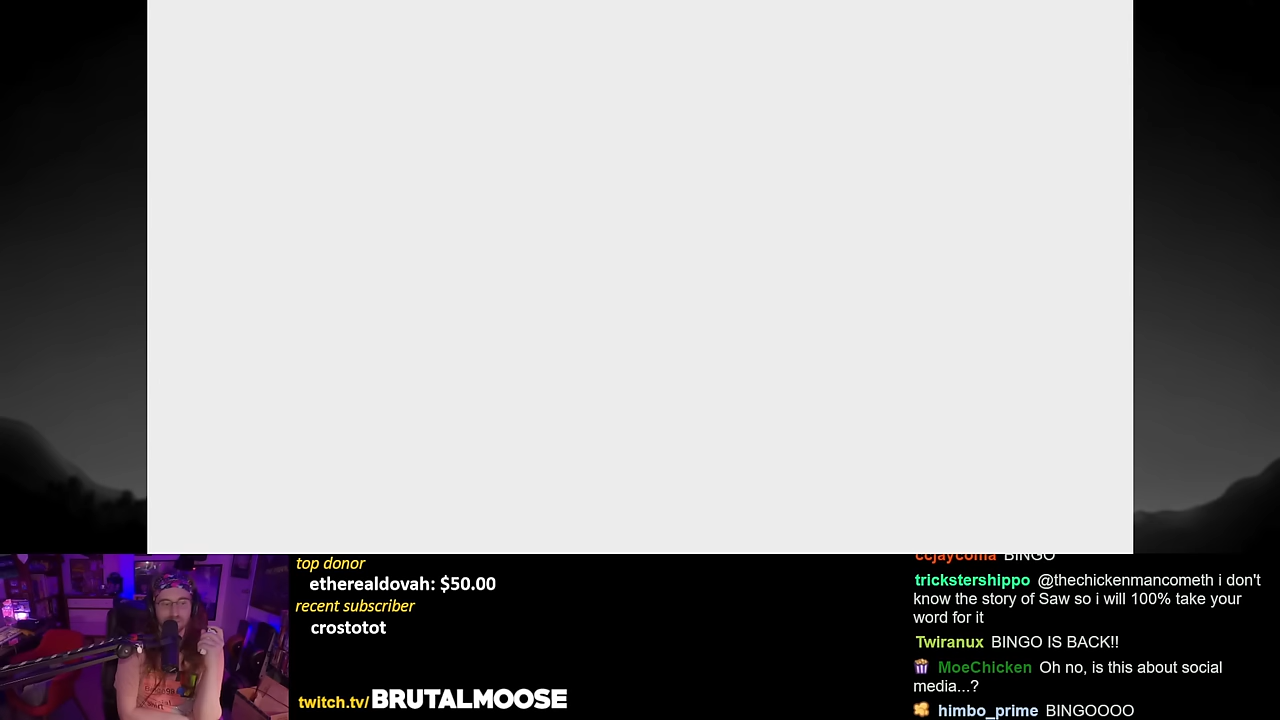 top donor
etherealdovah: $50.00
recent subscriber
crostotot
twitch.tv/BRUTALMOOSE
ccjaycoma BINGO
trickstershippo @thechickenmancometh i don't
know the story of Saw so i will 100% take your
word for it
Twiranux BINGO IS BACK!!
MoeChicken Oh no, is this about social
media...?
himbo_prime BINGOOOO